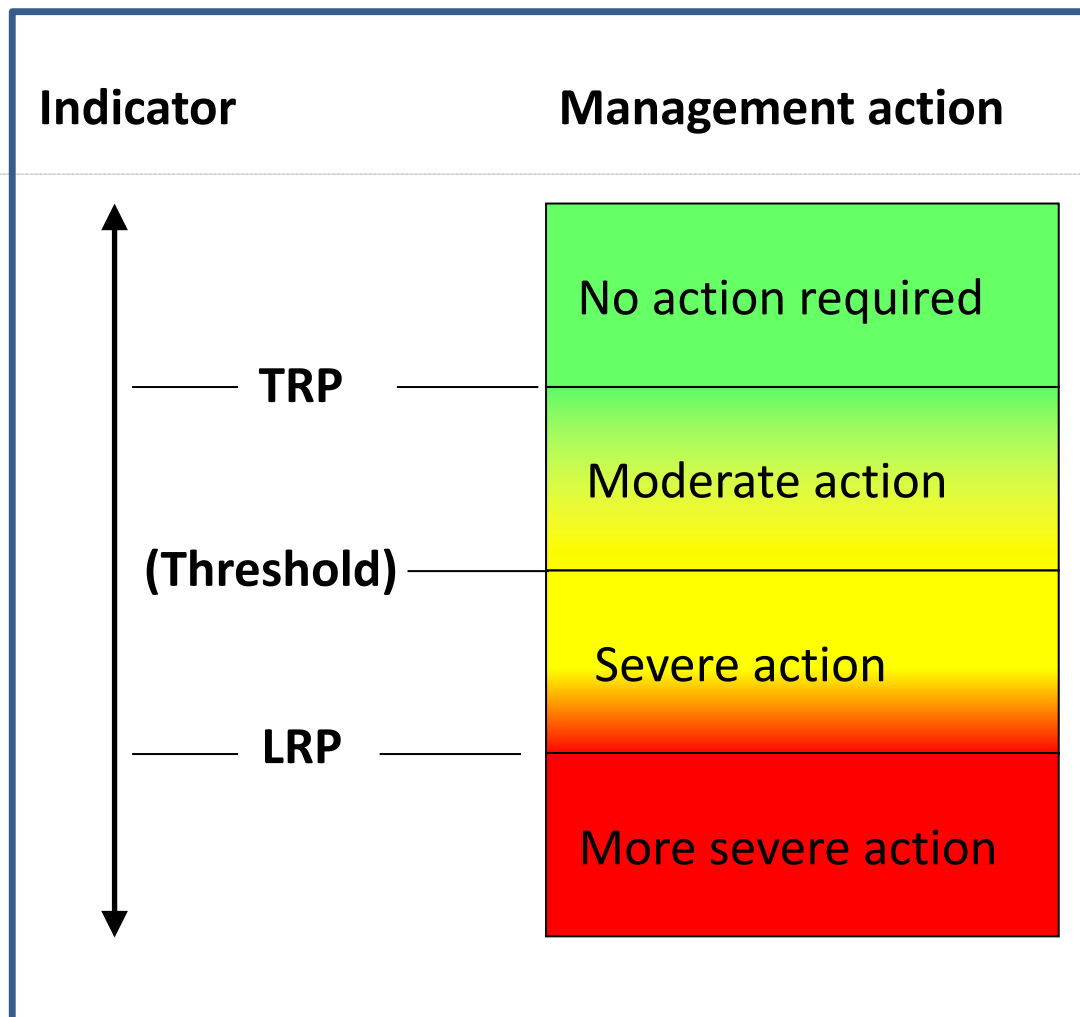 Indicator
Management action
No action required
TRP
Moderate action
(Threshold)
Severe action
LRP
More severe action